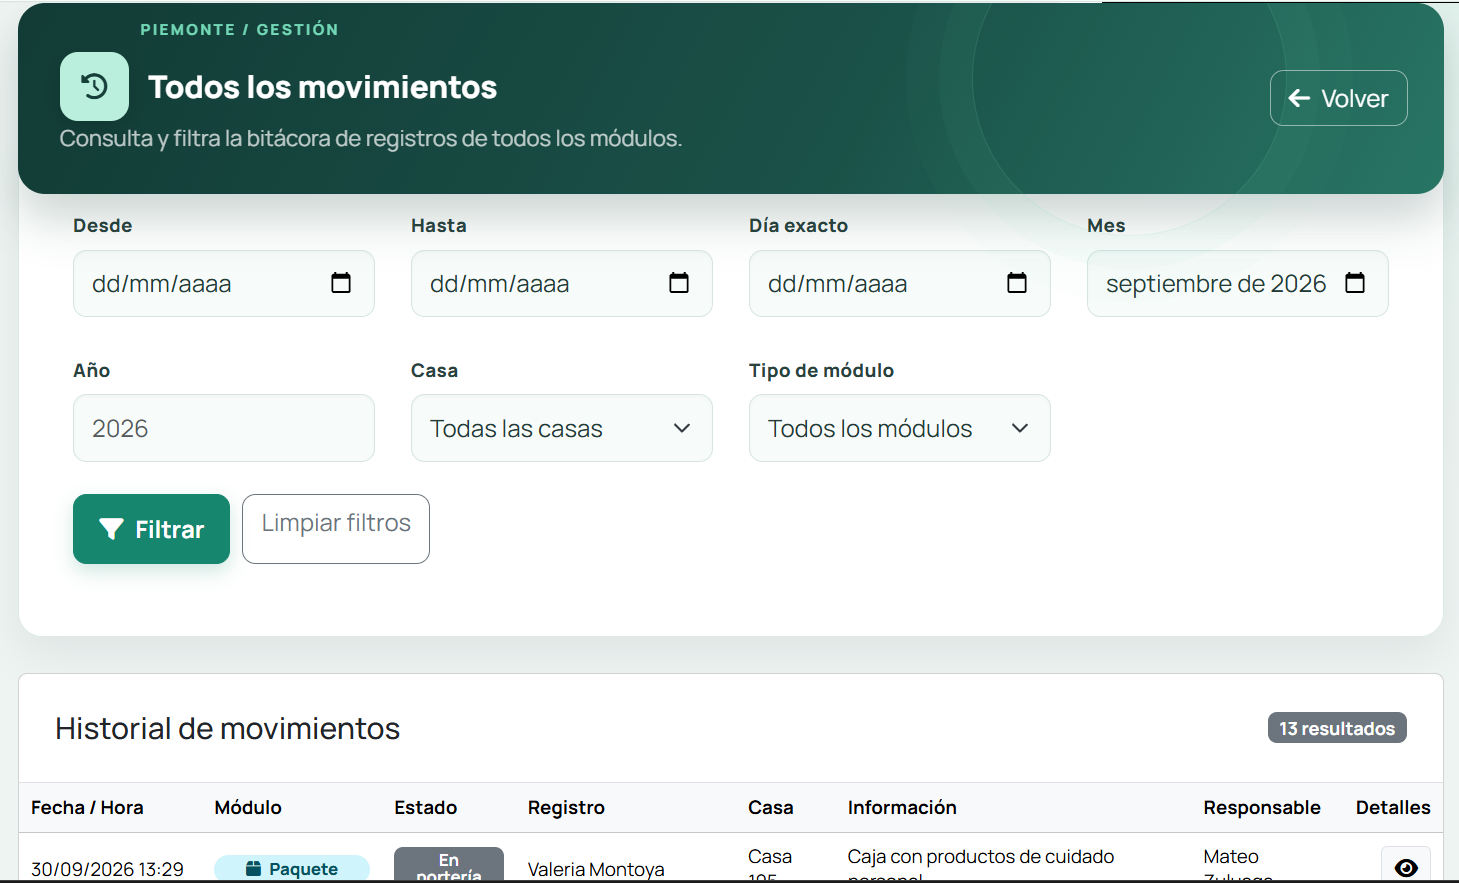 PIEMONTE / GESTIÓN
Todos los movimientos
Volver
Consulta y filtra la bitácora de registros de todos los módulos.
Desde
Hasta
Día exacto
Mes
dd/mm/aaaa
dd/mm/aaaa
dd/mm/aaaa
septiembre de 2026
Año
Casa
Tipo de módulo
2026
Todas las casas
Todos los módulos
Filtrar
Limpiar filtros
Historial de movimientos
13 resultados
Fecha / Hora
Módulo
Estado
Registro
Casa
Información
Responsable
Detalles
30/09/2026 13:29
Paquete
En
portería
Valeria Montoya
Casa
195
Caja con productos de cuidado
personal
Mateo
Zuluaga